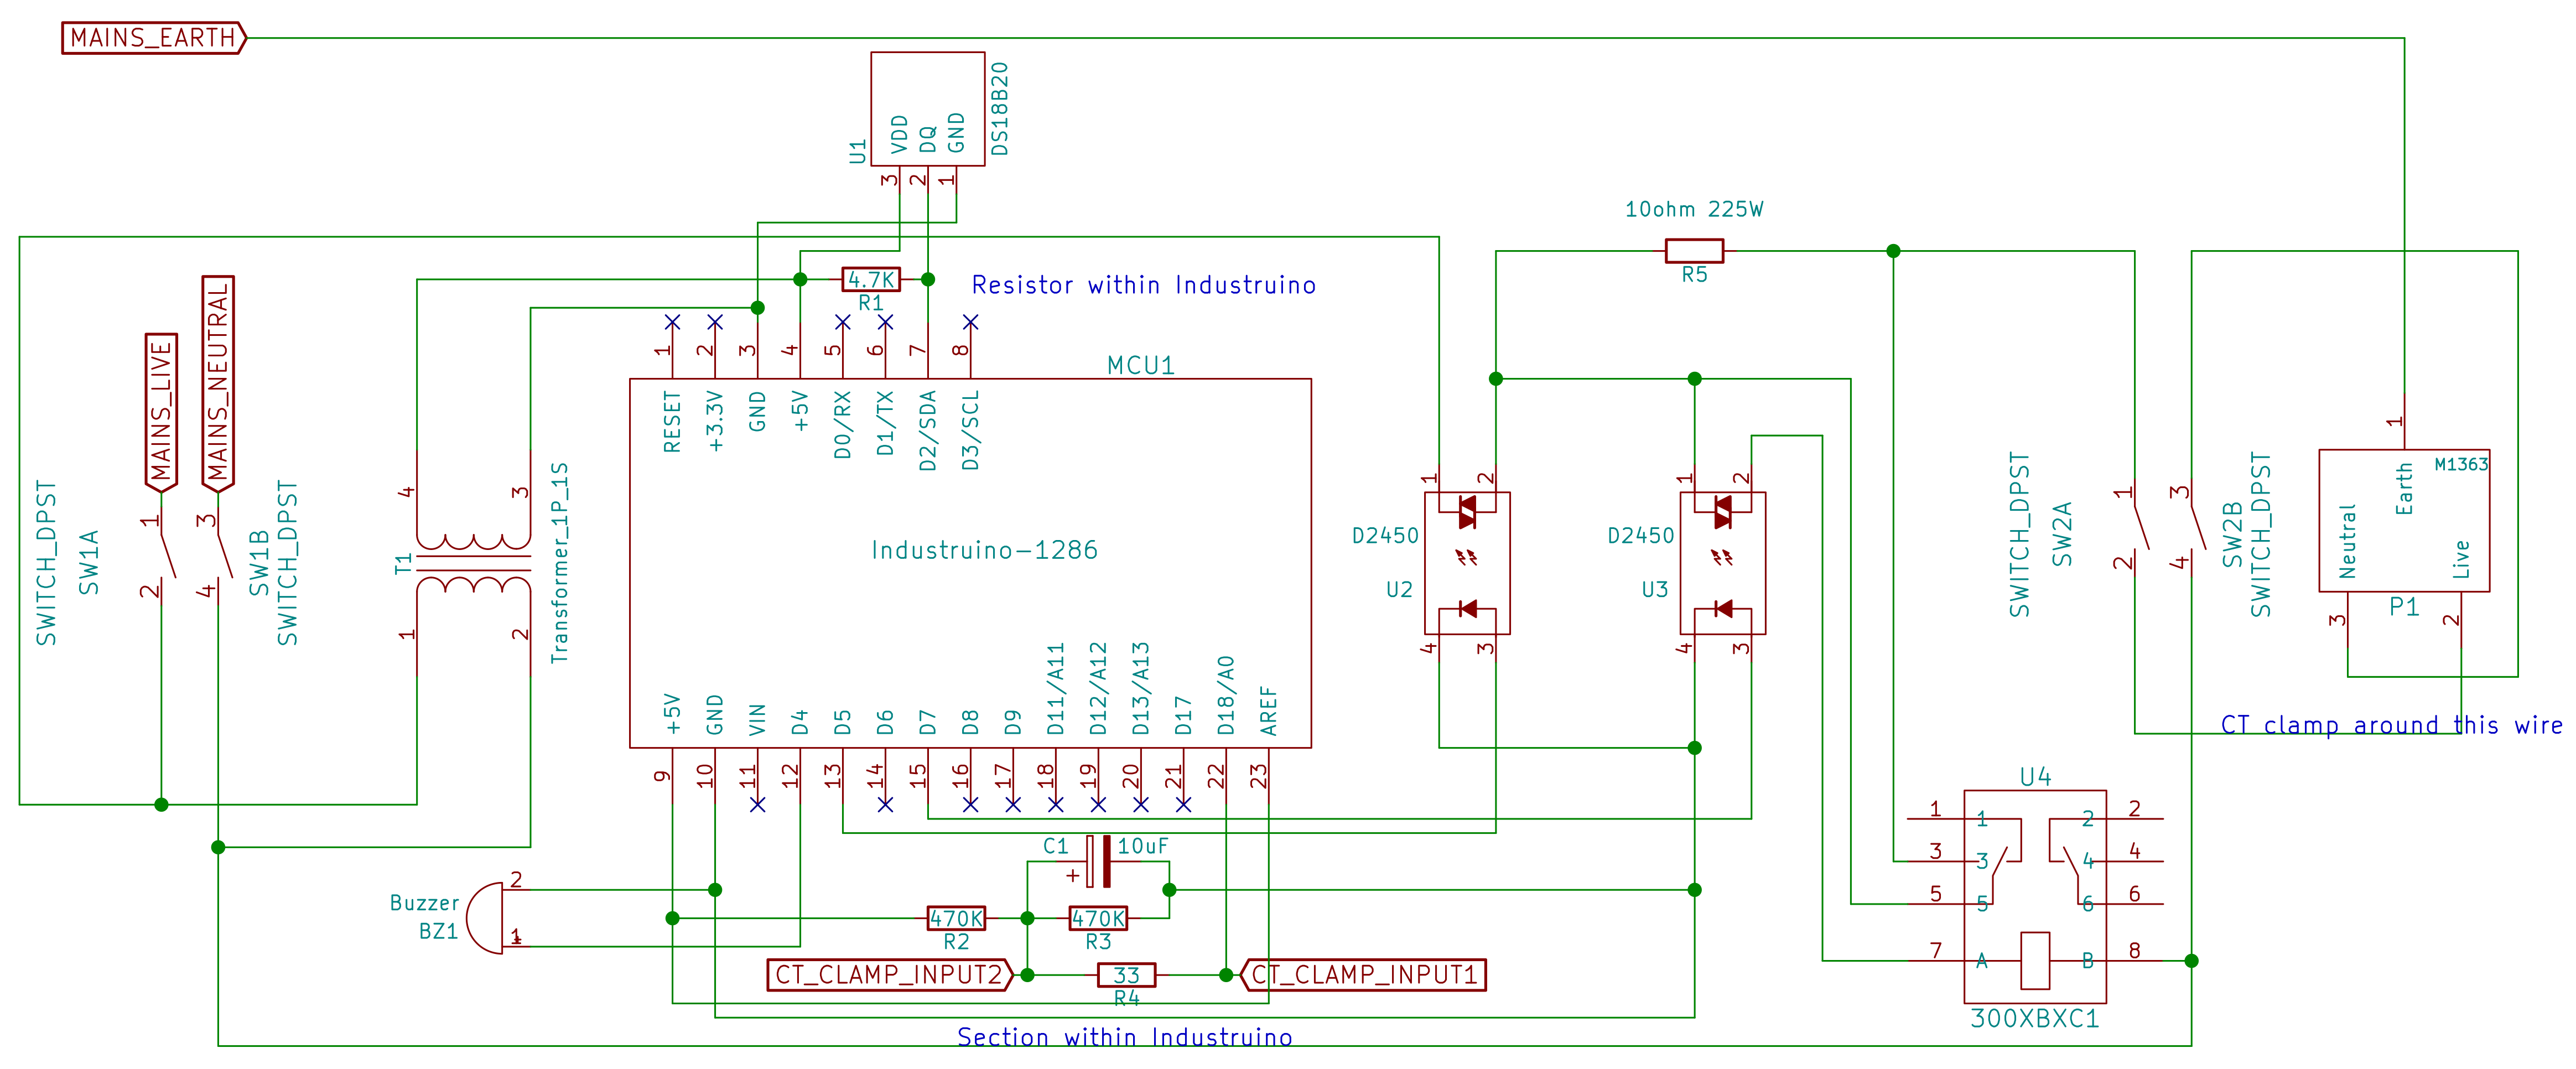 MAINS_EARTH
U1
VDD
DQ
GND
DS18B20
3
2
1
10ohm 225W
R5
4.7K
R1
Resistor within Industruino
MAINS_LIVE
MAINS_NEUTRAL
1
2
3
4
5
6
7
8
MCU1
RESET
+3.3V
GND
+5V
D0/RX
D1/TX
D2/SDA
D3/SCL
Industruino-1286
+5V
GND
VIN
D4
D5
D6
D7
D8
D9
D11/A11
D12/A12
D13/A13
D17
D18/A0
AREF
9
10
11
12
13
14
15
16
17
18
19
20
21
22
23
SWITCH_DPST
SW1A
1
2
3
4
SW1B
SWITCH_DPST
T1
4
3
1
2
Transformer_1P_1S
1
2
D2450
U2
4
3
1
2
D2450
U3
4
3
SWITCH_DPST
SW2A
1
2
3
4
SW2B
SWITCH_DPST
1
M1363
Earth
Neutral
Live
P1
3
2
CT clamp around this wire
U4
1
1
2
2
3
3
4
4
5
5
6
6
7
A
B
8
300XBXC1
Buzzer
BZ1
2
1
C1
10uF
+
470K
R2
470K
R3
CT_CLAMP_INPUT2
33
R4
CT_CLAMP_INPUT1
Section within Industruino